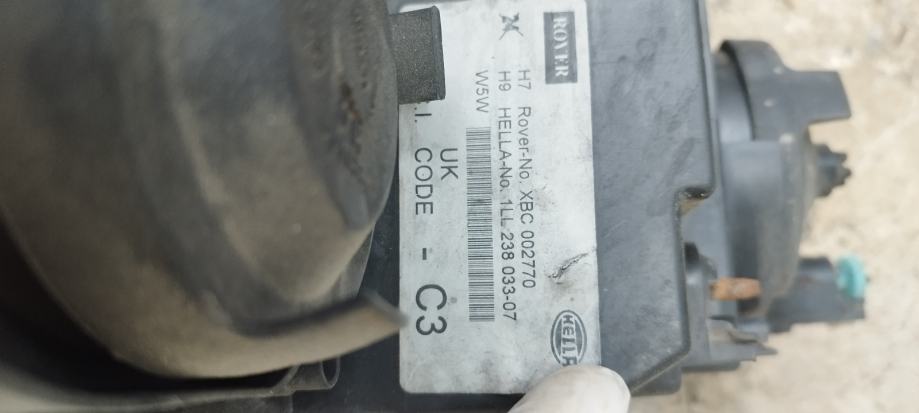 ROVER
H7 Rover-No. XBC 002770
H9 HELLA-No. 1LL 238 033-07
W5W
UK
CODE - C3
HELLA